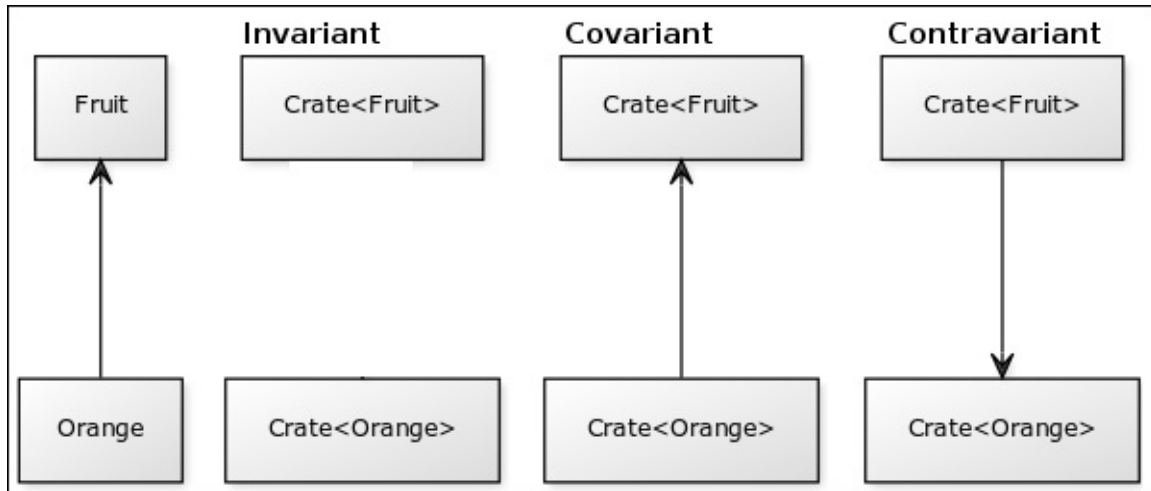 Invariant Covariant Contravariant
Fruit Crate<Fruit> Crate<Fruit> Crate<Fruit>
Orange Crate<Orange> Crate<Orange> Crate<Orange>